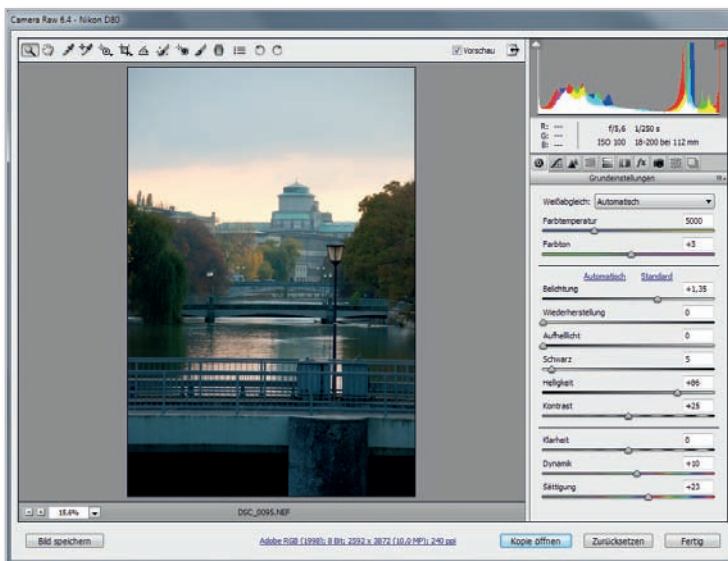 Camera Raw 6.4 - Nikon D80
Vorschau
R: ---
G: ---
B: ---
f/5,6 1/250 s
ISO 100 18-200 bei 112 mm
Grundeinstellungen
Weißabgleich: Automatisch
Farbtemperatur 5000
Farbton +3
Automatisch Standard
Belichtung +1,35
Wiederherstellung 0
Aufhelllicht 0
Schwarz 5
Helligkeit +86
Kontrast +25
Klarheit 0
Dynamik +10
Sättigung +23
15.6% DSC_0095.NEF
Bild speichern Adobe RGB (1998); 8 Bit; 2592 x 3872 (10,0 MP); 240 ppi Kopie öffnen Zurücksetzen Fertig